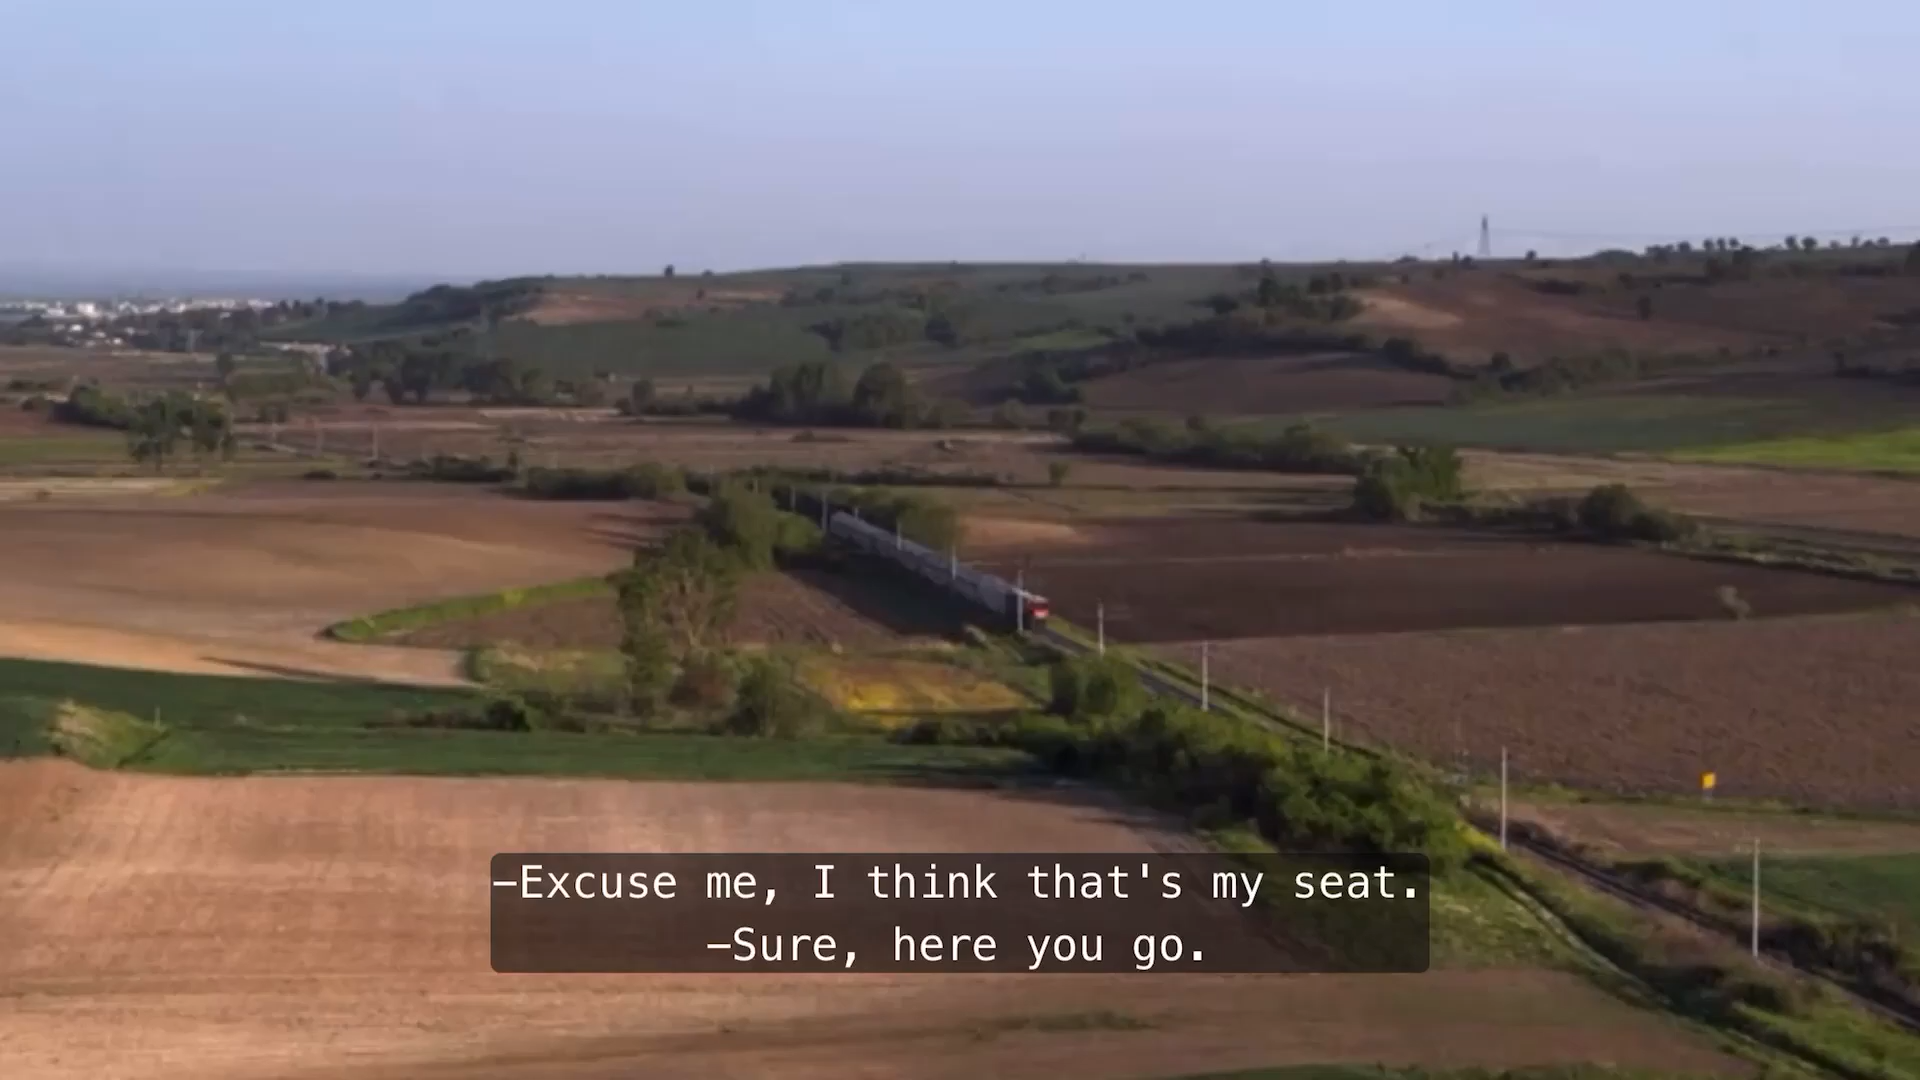 –Excuse me, I think that's my seat.
–Sure, here you go.